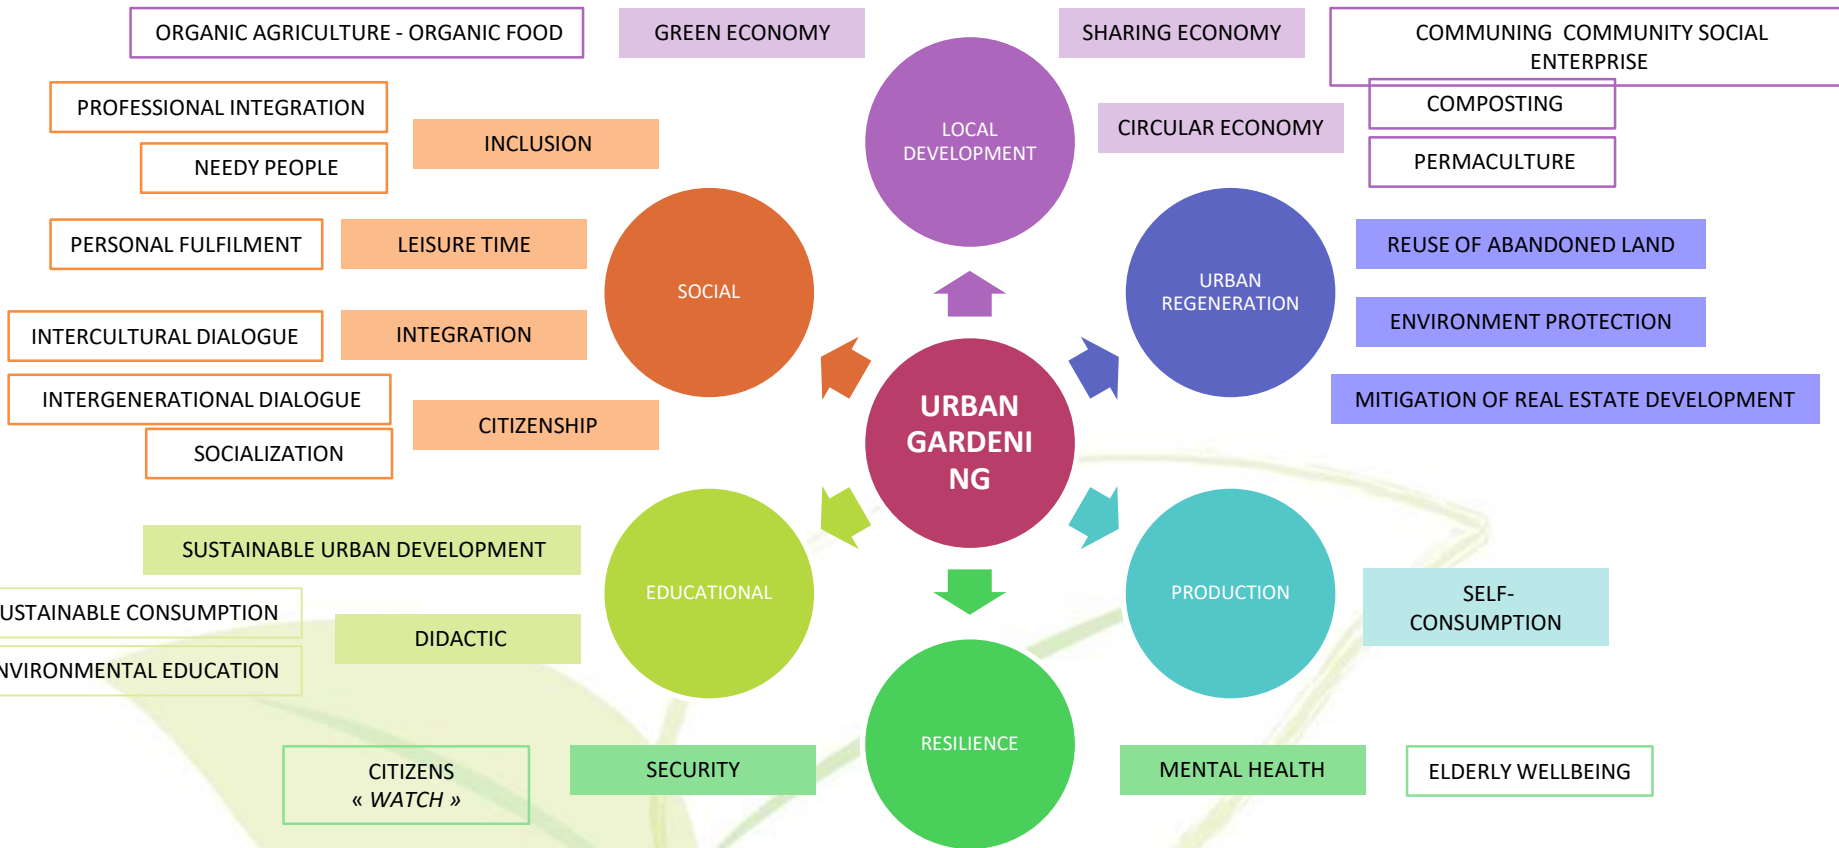 ORGANIC AGRICULTURE - ORGANIC FOOD
GREEN ECONOMY
SHARING ECONOMY
COMMUNING COMMUNITY SOCIAL
ENTERPRISE
PROFESSIONAL INTEGRATION
INCLUSION
NEEDY PEOPLE
LOCAL
DEVELOPMENT
CIRCULAR ECONOMY
COMPOSTING
PERMACULTURE
PERSONAL FULFILMENT
LEISURE TIME
SOCIAL
INTERCULTURAL DIALOGUE
INTEGRATION
INTERGENERATIONAL DIALOGUE
CITIZENSHIP
SOCIALIZATION
URBAN
REGENERATION
REUSE OF ABANDONED LAND
ENVIRONMENT PROTECTION
MITIGATION OF REAL ESTATE DEVELOPMENT
URBAN
GARDENI
NG
SUSTAINABLE URBAN DEVELOPMENT
EDUCATIONAL
USTAINABLE CONSUMPTION
DIDACTIC
NVIRONMENTAL EDUCATION
PRODUCTION
SELF-
CONSUMPTION
CITIZENS
« WATCH »
SECURITY
RESILIENCE
MENTAL HEALTH
ELDERLY WELLBEING